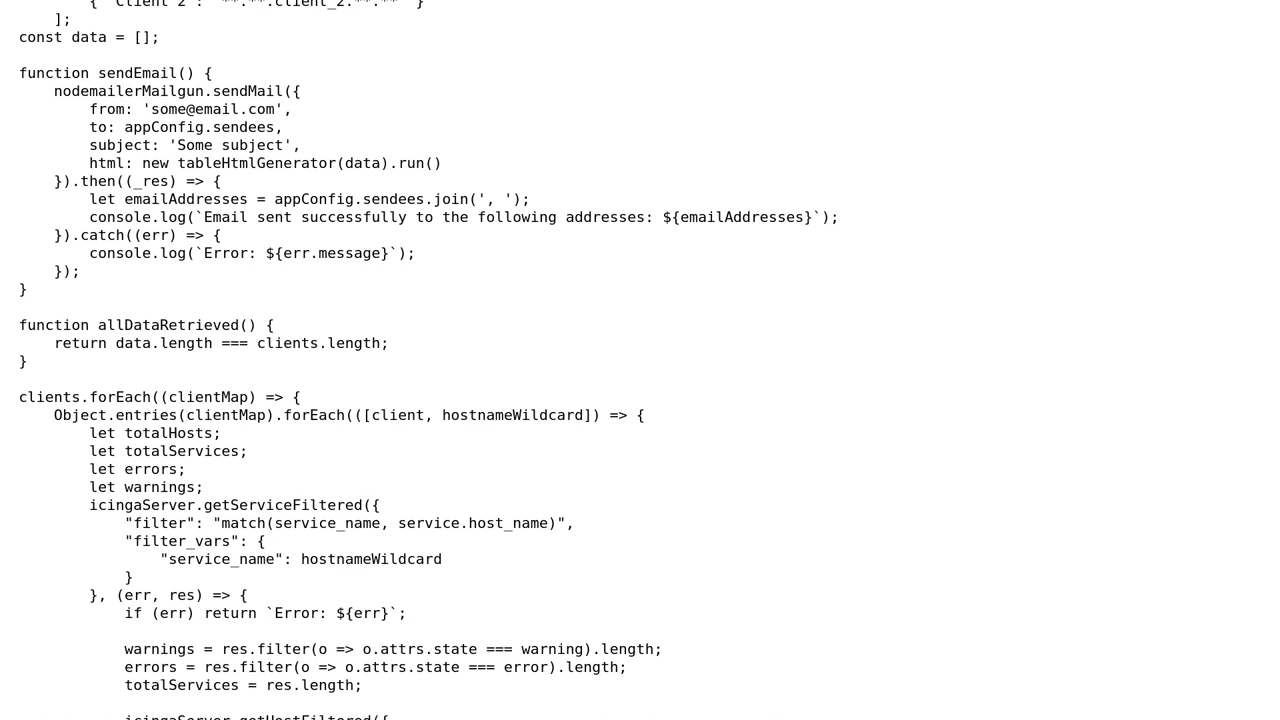 { "Client 2": "**.**.client_2.**.**" }
    ];
const data = [];

function sendEmail() {
    nodemailerMailgun.sendMail({
        from: 'some@email.com',
        to: appConfig.sendees,
        subject: 'Some subject',
        html: new tableHtmlGenerator(data).run()
    }).then((_res) => {
        let emailAddresses = appConfig.sendees.join(', ');
        console.log(`Email sent successfully to the following addresses: ${emailAddresses}`);
    }).catch((err) => {
        console.log(`Error: ${err.message}`);
    });
}

function allDataRetrieved() {
    return data.length === clients.length;
}

clients.forEach((clientMap) => {
    Object.entries(clientMap).forEach(([client, hostnameWildcard]) => {
        let totalHosts;
        let totalServices;
        let errors;
        let warnings;
        icingaServer.getServiceFiltered({
            "filter": "match(service_name, service.host_name)",
            "filter_vars": {
                "service_name": hostnameWildcard
            }
        }, (err, res) => {
            if (err) return `Error: ${err}`;

            warnings = res.filter(o => o.attrs.state === warning).length;
            errors = res.filter(o => o.attrs.state === error).length;
            totalServices = res.length;

            icingaServer.getHostFiltered({